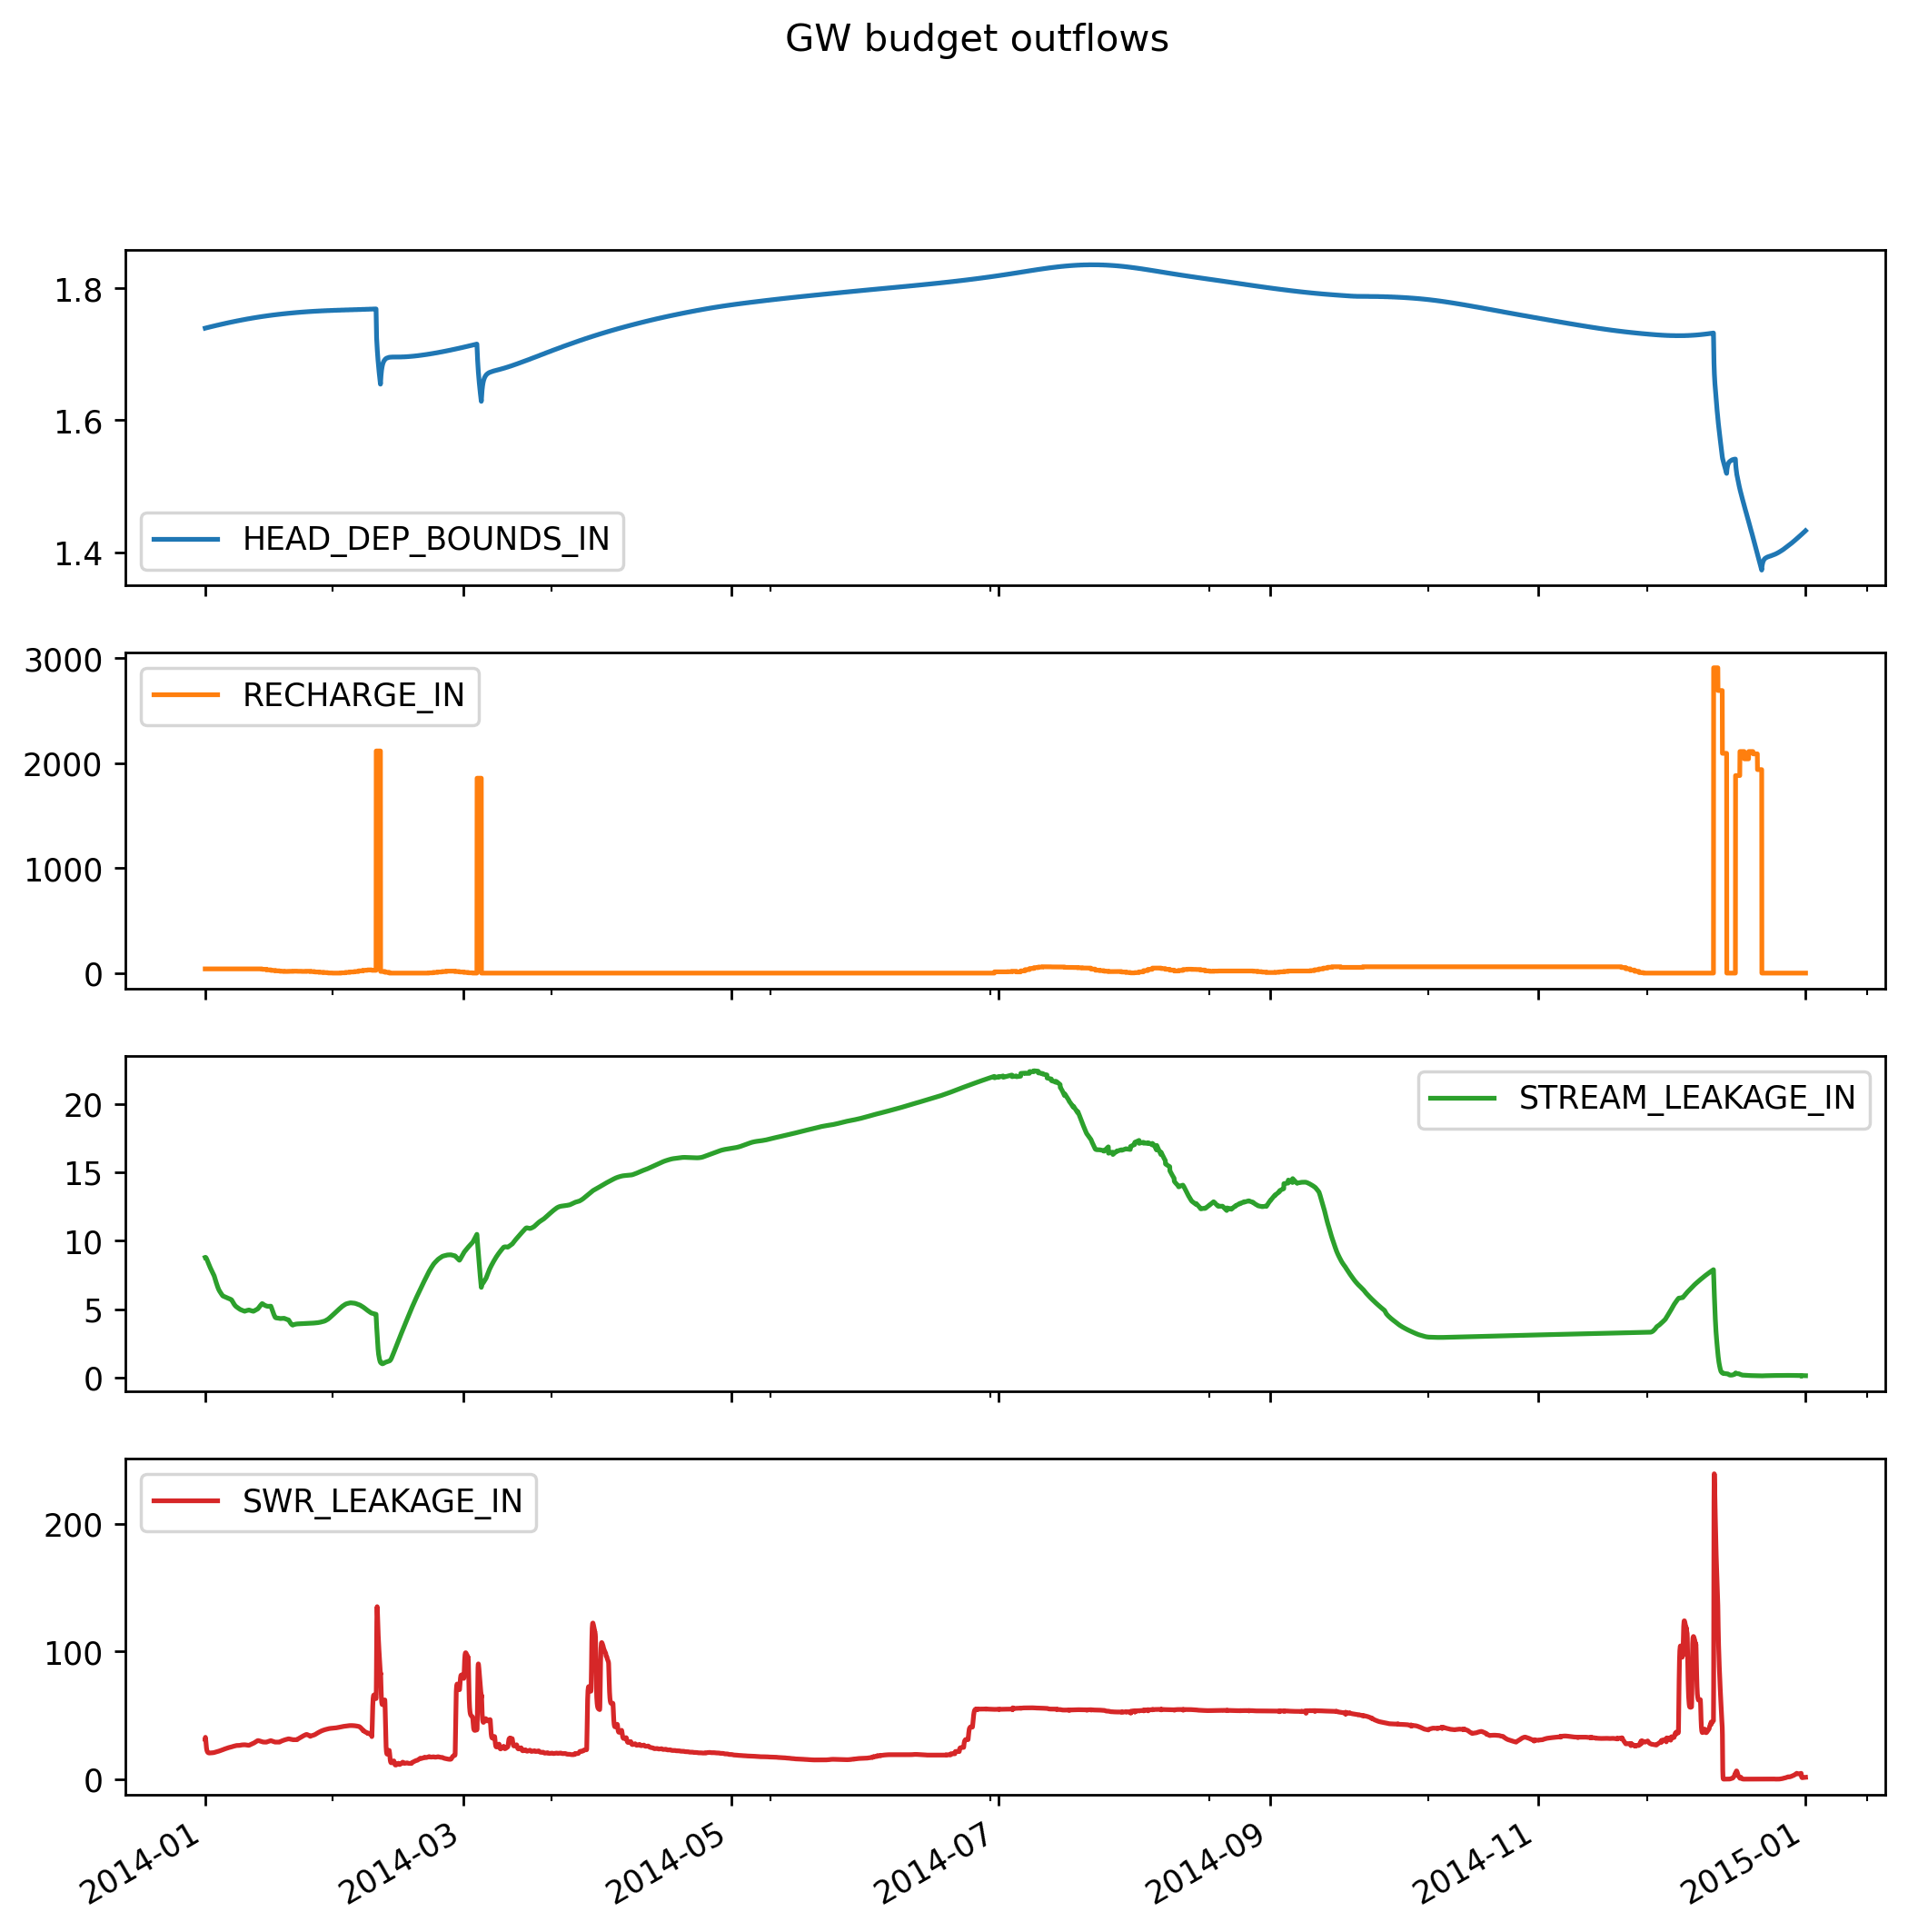 GW budget outflows
1.8
1.6
1.4
HEAD_DEP_BOUNDS_IN
3000
2000
1000
0
RECHARGE_IN
20
15
10
5
0
STREAM_LEAKAGE_IN
200
100
0
SWR_LEAKAGE_IN
2014-01 2014-03 2014-05 2014-07 2014-09 2014-11 2015-01